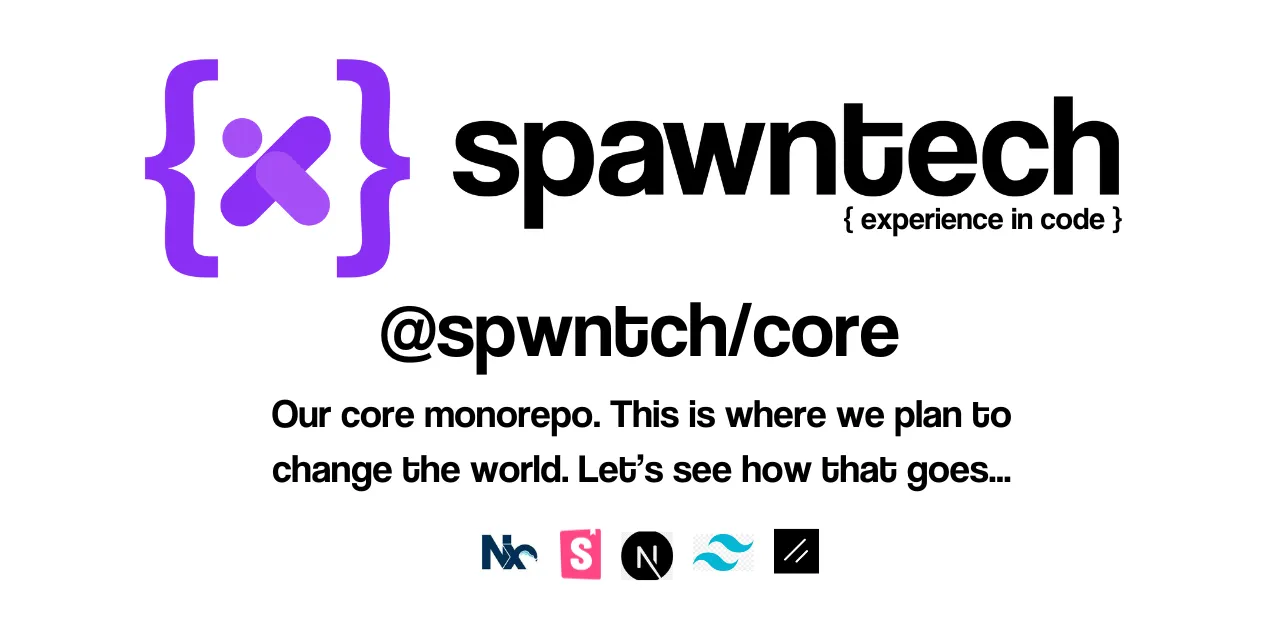 spawntech
{ experience in code }
@spwntch/core
Our core monorepo. This is where we plan to
change the world. Let's see how that goes...
Nx S N